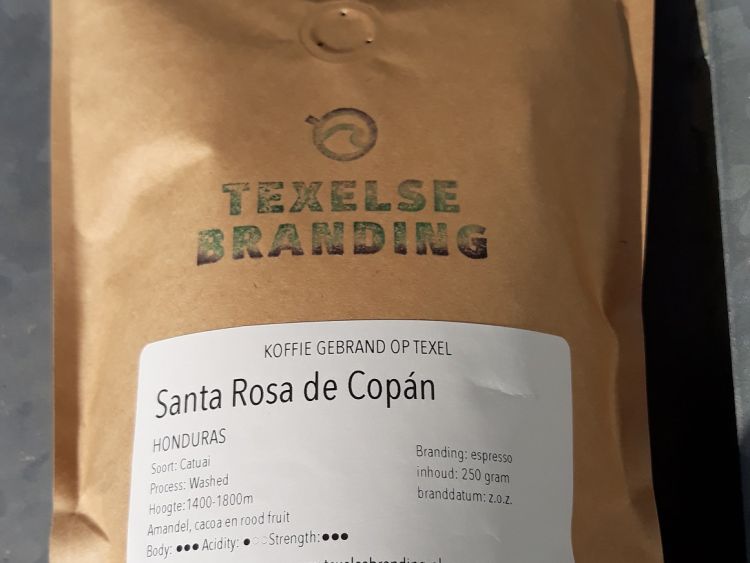 TEXELSE
BRANDING
KOFFIE GEBRAND OP TEXEL
Santa Rosa de Copán
HONDURAS
Soort: Catuai
Process: Washed
Hoogte:1400-1800m
Amandel, cacoa en rood fruit
Body: ●●● Acidity: ●○○ Strength: ●●●
Branding: espresso
inhoud: 250 gram
branddatum: z.o.z.